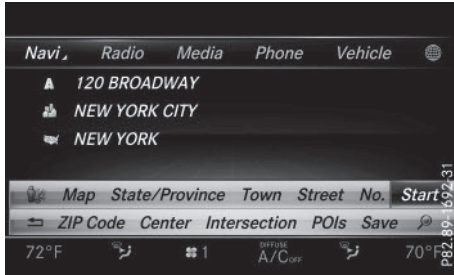 Navi Radio Media Phone Vehicle
A 120 BROADWAY
NEW YORK CITY
NEW YORK
Map State/Province Town Street No. Start
ZIP Code Center Intersection POIs Save
72°F 1 DIFFUSE A/C OFF 70°F
P82.89-1692-31